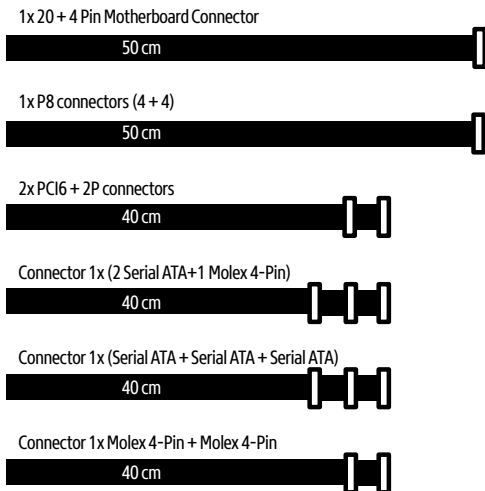 1x 20 + 4 Pin Motherboard Connector
50 cm
1x P8 connectors (4 + 4)
50 cm
2x PCI6 + 2P connectors
40 cm
Connector 1x (2 Serial ATA+1 Molex 4-Pin)
40 cm
Connector 1x (Serial ATA + Serial ATA + Serial ATA)
40 cm
Connector 1x Molex 4-Pin + Molex 4-Pin
40 cm